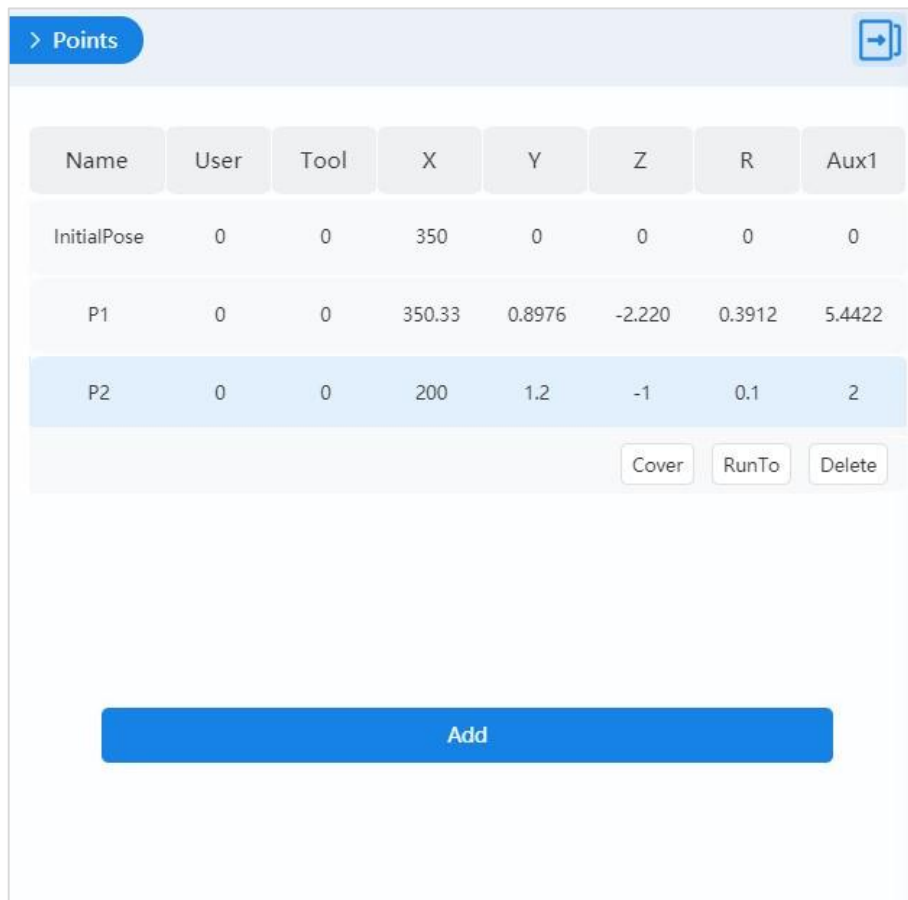 Points
Name User Tool X Y Z R Aux1
InitialPose 0 0 350 0 0 0 0
P1 0 0 350.33 0.8976 -2.220 0.3912 5.4422
P2 0 0 200 1.2 -1 0.1 2
Cover RunTo Delete
Add